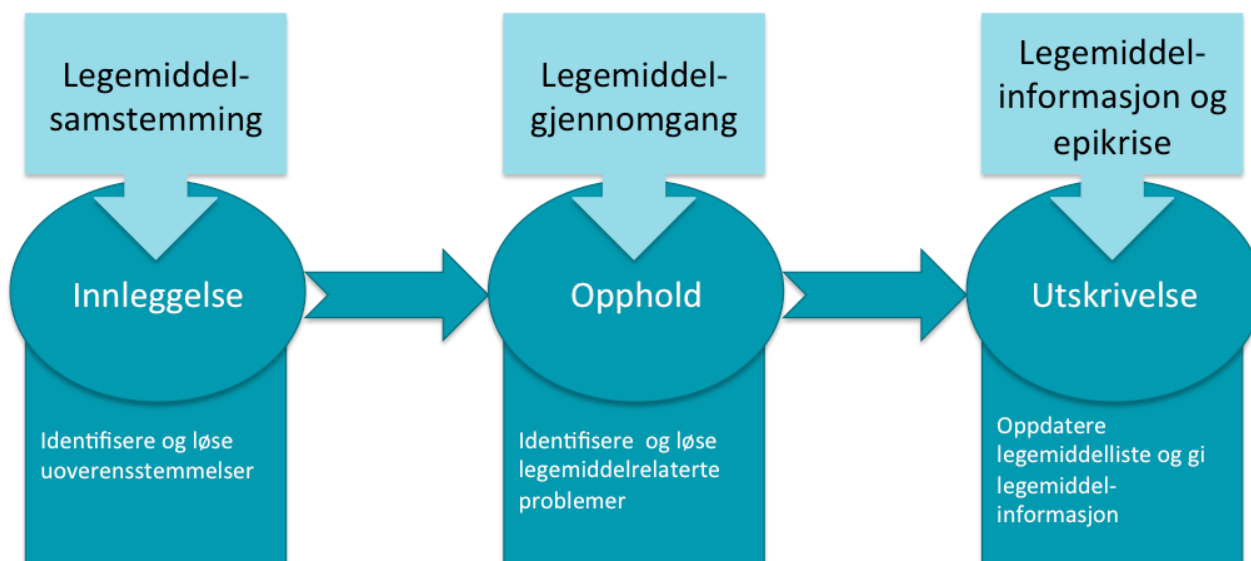 Legemiddel-
samstemming
Legemiddel-
gjennomgang
Legemiddel-
informasjon og
epikrise
Innleggelse
Opphold
Utskrivelse
Identifisere og løse
uoverensstemmelser
Identifisere og løse
legemiddelrelaterte
problemer
Oppdatere
legemiddelliste og gi
legemiddel-
informasjon